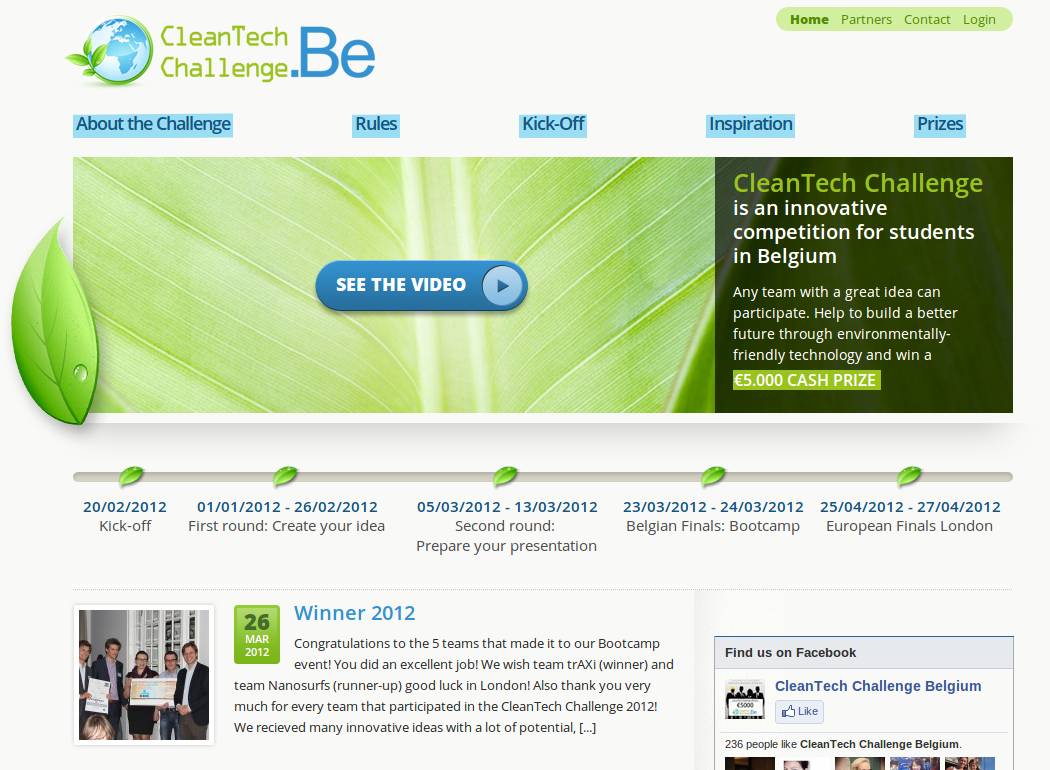 CleanTech
Challenge.Be
Home Partners Contact Login
About the Challenge Rules Kick-Off Inspiration Prizes
SEE THE VIDEO
CleanTech Challenge
is an innovative
competition for students
in Belgium
Any team with a great idea can
participate. Help to build a better
future through environmentally-
friendly technology and win a
€5.000 CASH PRIZE
20/02/2012
Kick-off
01/01/2012 - 26/02/2012
First round: Create your idea
05/03/2012 - 13/03/2012
Second round:
Prepare your presentation
23/03/2012 - 24/03/2012
Belgian Finals: Bootcamp
25/04/2012 - 27/04/2012
European Finals London
26
MAR
2012
Winner 2012
Congratulations to the 5 teams that made it to our Bootcamp
event! You did an excellent job! We wish team trAXi (winner) and
team Nanosurfs (runner-up) good luck in London! Also thank you very
much for every team that participated in the CleanTech Challenge 2012!
We recieved many innovative ideas with a lot of potential, [...]
Find us on Facebook
CleanTech Challenge Belgium
Like
236 people like CleanTech Challenge Belgium.
€5000